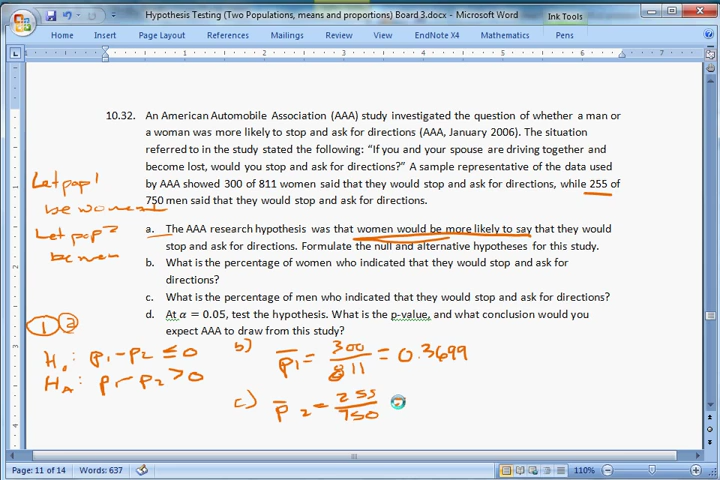 Hypothesis Testing (Two Populations, means and proportions) Board 3.docx - Microsoft Word
Ink Tools
Home Insert Page Layout References Mailings Review View EndNote X4 Mathematics Pens
10.32. An American Automobile Association (AAA) study investigated the question of whether a man or
a woman was more likely to stop and ask for directions (AAA, January 2006). The situation
referred to in the study stated the following: "If you and your spouse are driving together and
become lost, would you stop and ask for directions?" A sample representative of the data used
by AAA showed 300 of 811 women said that they would stop and ask for directions, while 255 of
750 men said that they would stop and ask for directions.
Let pop 1
be women
Let pop 2
be men
a. The AAA research hypothesis was that women would be more likely to say that they would
stop and ask for directions. Formulate the null and alternative hypotheses for this study.
b. What is the percentage of women who indicated that they would stop and ask for
directions?
c. What is the percentage of men who indicated that they would stop and ask for directions?
d. At α = 0.05, test the hypothesis. What is the p-value, and what conclusion would you
expect AAA to draw from this study?
1 2
H₀: p₁-p₂ ≤ 0
H_A: p₁-p₂ > 0
b) p̄₁ = 300/811 = 0.3699
c) p̄₂ = 255/750
Page: 11 of 14 Words: 637 110%